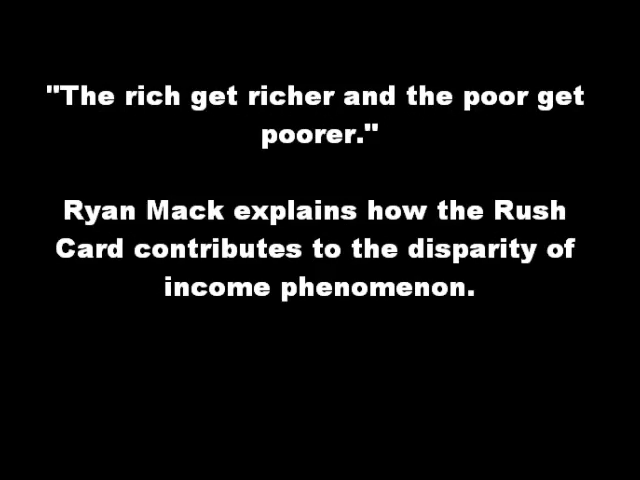 "The rich get richer and the poor get
poorer."
Ryan Mack explains how the Rush
Card contributes to the disparity of
income phenomenon.